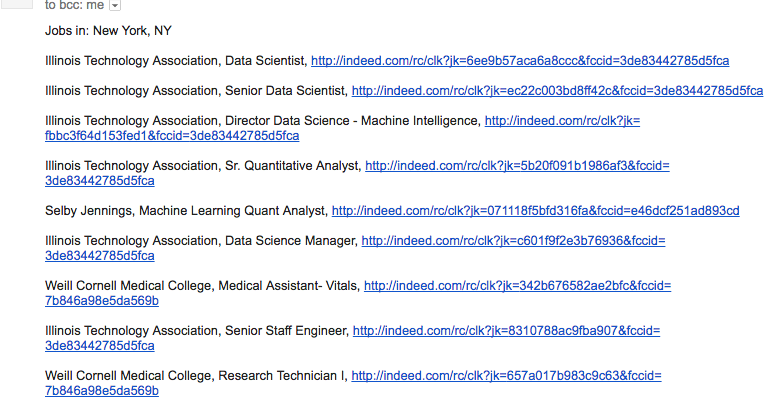 to bcc: me
Jobs in: New York, NY
Illinois Technology Association, Data Scientist, http://indeed.com/rc/clk?jk=6ee9b57aca6a8ccc&fccid=3de83442785d5fca
Illinois Technology Association, Senior Data Scientist, http://indeed.com/rc/clk?jk=ec22c003bd8ff42c&fccid=3de83442785d5fca
Illinois Technology Association, Director Data Science - Machine Intelligence, http://indeed.com/rc/clk?jk=
fbbc3f64d153fed1&fccid=3de83442785d5fca
Illinois Technology Association, Sr. Quantitative Analyst, http://indeed.com/rc/clk?jk=5b20f091b1986af3&fccid=
3de83442785d5fca
Selby Jennings, Machine Learning Quant Analyst, http://indeed.com/rc/clk?jk=071118f5bfd316fa&fccid=e46dcf251ad893cd
Illinois Technology Association, Data Science Manager, http://indeed.com/rc/clk?jk=c601f9f2e3b76936&fccid=
3de83442785d5fca
Weill Cornell Medical College, Medical Assistant- Vitals, http://indeed.com/rc/clk?jk=342b676582ae2bfc&fccid=
7b846a98e5da569b
Illinois Technology Association, Senior Staff Engineer, http://indeed.com/rc/clk?jk=8310788ac9fba907&fccid=
3de83442785d5fca
Weill Cornell Medical College, Research Technician I, http://indeed.com/rc/clk?jk=657a017b983c9c63&fccid=
7b846a98e5da569b